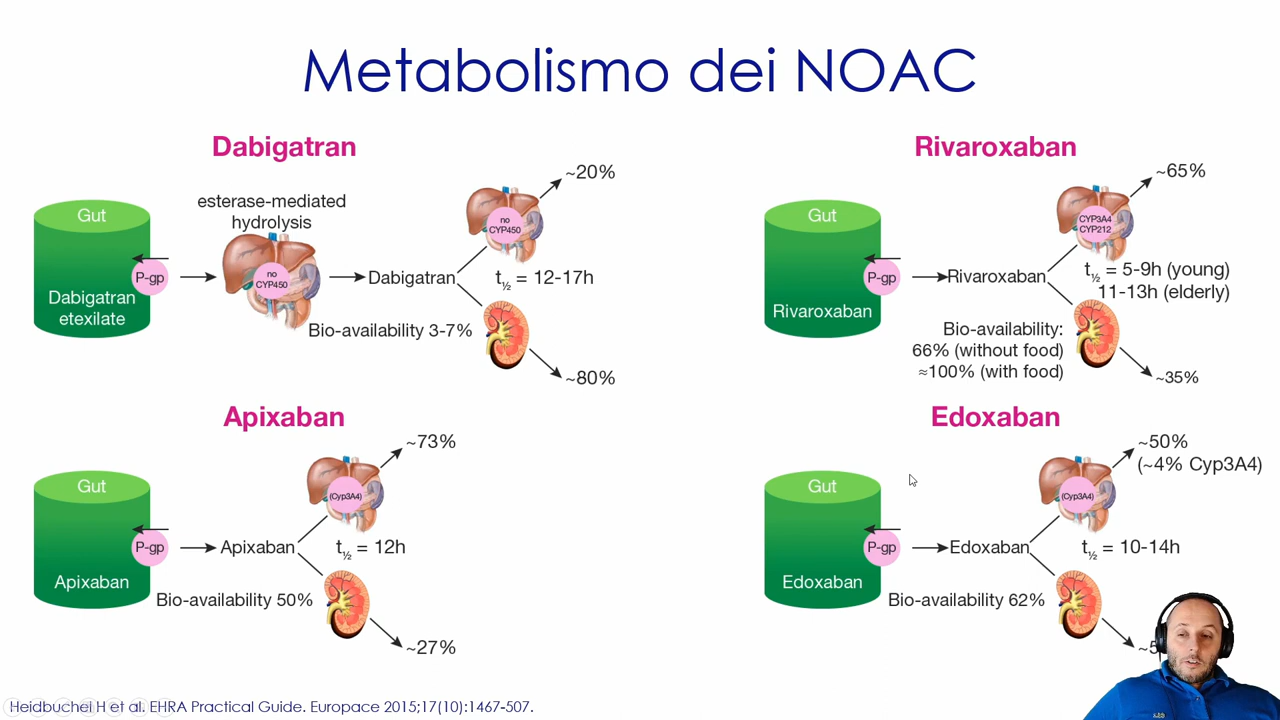 Metabolismo dei NOAC
Dabigatran
~20%
esterase-mediated
hydrolysis
Gut
no
CYP450
P-gp
no
CYP450
Dabigatran
t½ = 12-17h
Dabigatran
etexilate
Bio-availability 3-7%
~80%
Rivaroxaban
~65%
Gut
CYP3A4
CYP212
P-gp
Rivaroxaban
t½ = 5-9h (young)
11-13h (elderly)
Rivaroxaban
Bio-availability:
66% (without food)
≈100% (with food)
~35%
Apixaban
~73%
Gut
(Cyp3A4)
P-gp
Apixaban
t½ = 12h
Apixaban
Bio-availability 50%
~27%
Edoxaban
~50%
(~4% Cyp3A4)
Gut
(Cyp3A4)
P-gp
Edoxaban
t½ = 10-14h
Edoxaban
Bio-availability 62%
Heidbuchel H et al. EHRA Practical Guide. Europace 2015;17(10):1467-507.